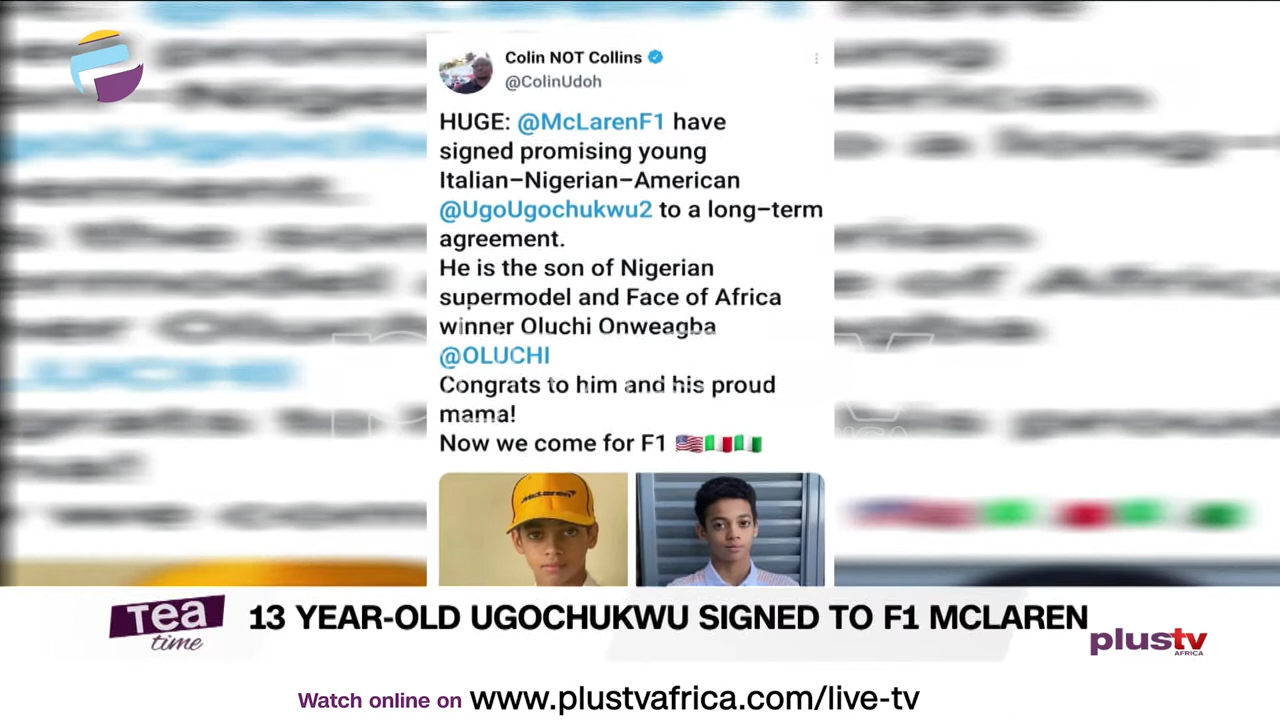 Colin NOT Collins
@ColinUdoh
HUGE: @McLarenF1 have
signed promising young
Italian–Nigerian–American
@UgoUgochukwu2 to a long–term
agreement.
He is the son of Nigerian
supermodel and Face of Africa
winner Oluchi Onweagba
@OLUCHI
Congrats to him and his proud
mama!
Now we come for F1 🇺🇸🇮🇹🇳🇬
McLaren
Tea
time
13 YEAR-OLD UGOCHUKWU SIGNED TO F1 MCLAREN
plustv
AFRICA
Watch online on www.plustvafrica.com/live-tv